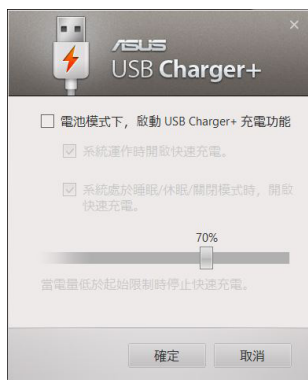 ASUS
USB Charger+
電池模式下，啟動 USB Charger+ 充電功能
系統運作時開啟快速充電。
系統處於睡眠/休眠/關閉模式時，開啟
快速充電。
70%
當電量低於起始限制時停止快速充電。
確定
取消